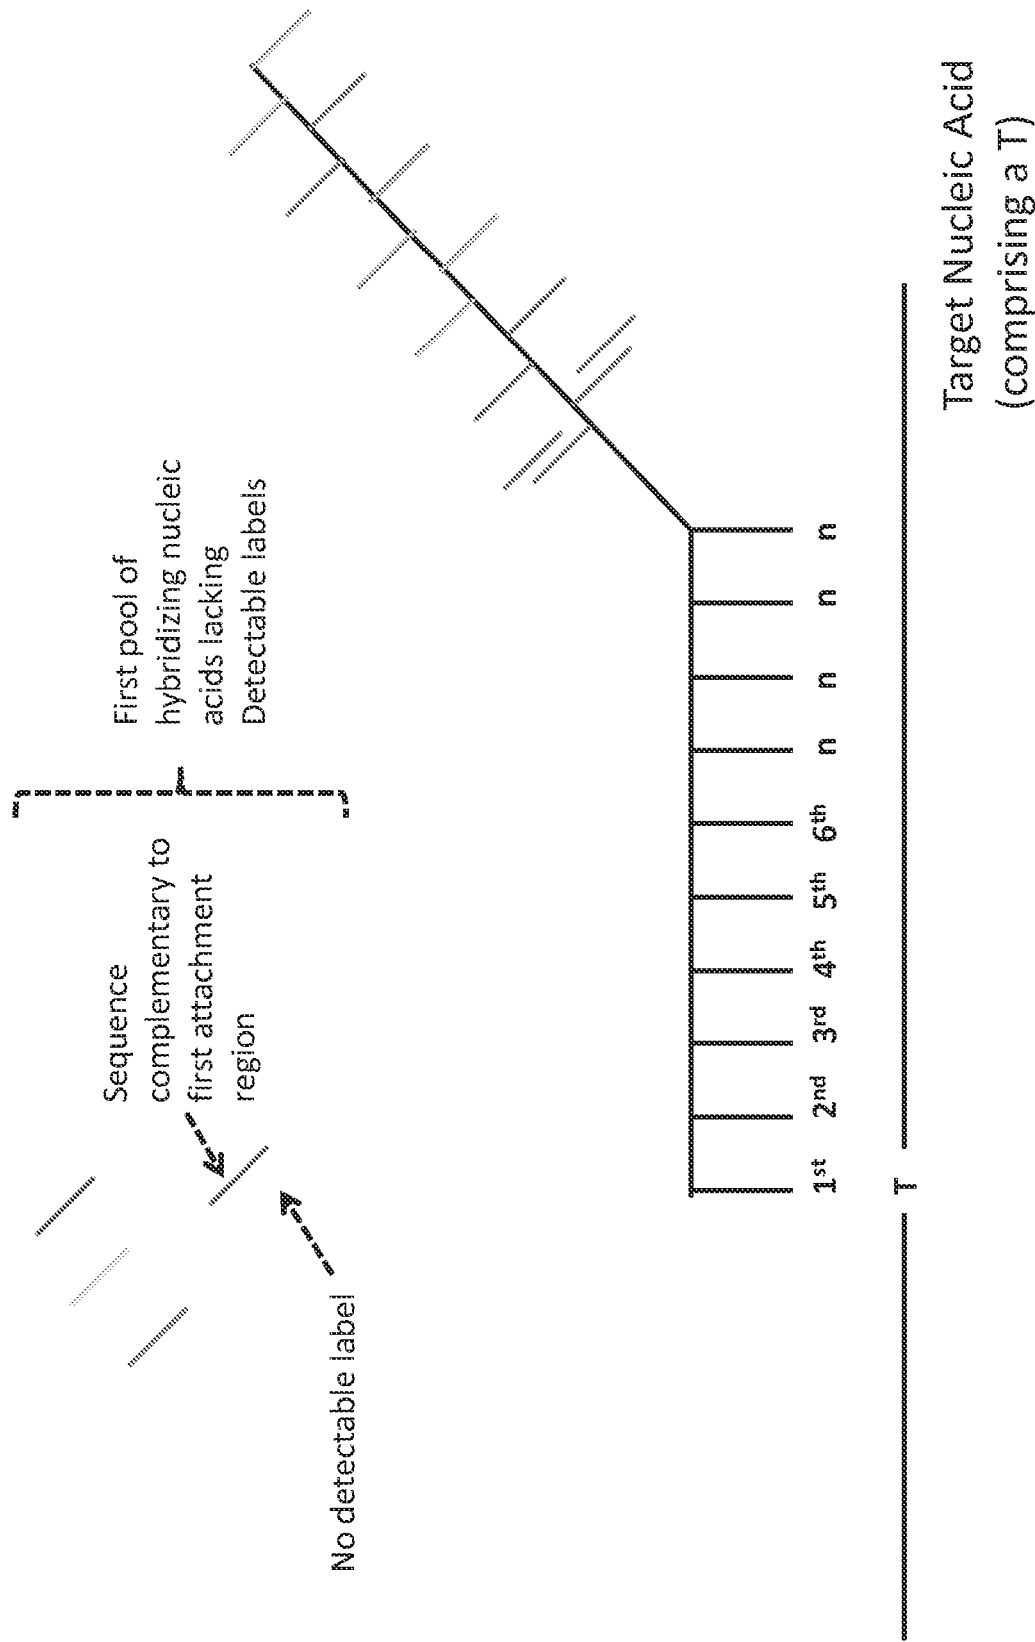 No detectable label
Sequence
complementary to
first attachment
region
First pool of
hybridizing nucleic
acids lacking
Detectable labels
1st 2nd 3rd 4th 5th 6th n n n n
T
Target Nucleic Acid
(comprising a T)